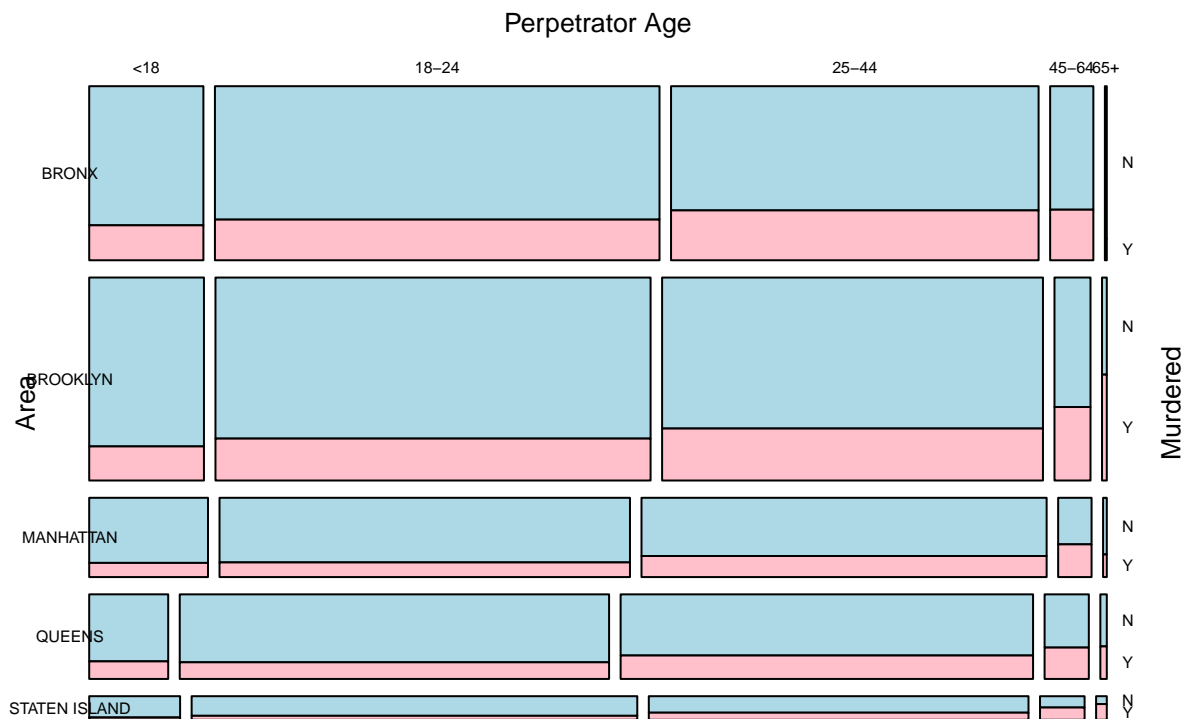 Perpetrator Age
<18 18−24 25−44 45−64 65+
BRONX N
Y
BROOKLYN N
Y
Area
Murdered
MANHATTAN N
Y
QUEENS N
Y
STATEN ISLAND N
Y